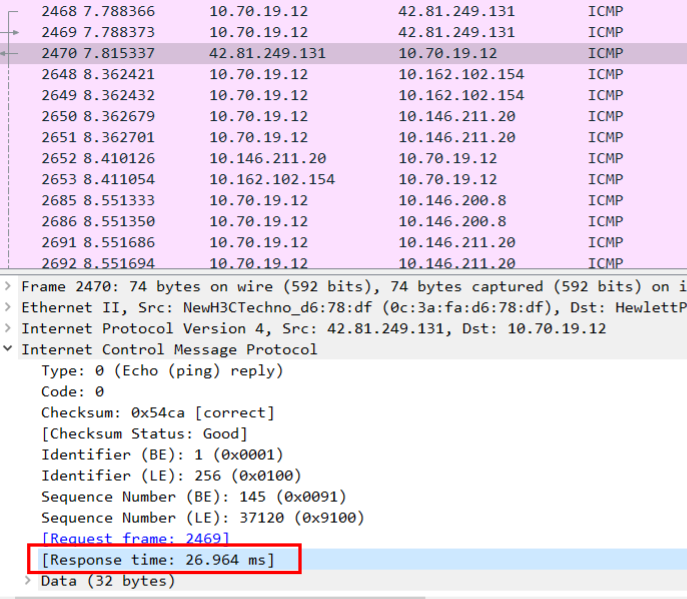 2468 7.788366 10.70.19.12 42.81.249.131 ICMP
2469 7.788373 10.70.19.12 42.81.249.131 ICMP
2470 7.815337 42.81.249.131 10.70.19.12 ICMP
2648 8.362421 10.70.19.12 10.162.102.154 ICMP
2649 8.362432 10.70.19.12 10.162.102.154 ICMP
2650 8.362679 10.70.19.12 10.146.211.20 ICMP
2651 8.362701 10.70.19.12 10.146.211.20 ICMP
2652 8.410126 10.146.211.20 10.70.19.12 ICMP
2653 8.411054 10.162.102.154 10.70.19.12 ICMP
2685 8.551333 10.70.19.12 10.146.200.8 ICMP
2686 8.551350 10.70.19.12 10.146.200.8 ICMP
2691 8.551686 10.70.19.12 10.146.211.20 ICMP
2692 8.551694 10.70.19.12 10.146.211.20 ICMP
Frame 2470: 74 bytes on wire (592 bits), 74 bytes captured (592 bits) on i
Ethernet II, Src: NewH3CTechno_d6:78:df (0c:3a:fa:d6:78:df), Dst: HewlettP
Internet Protocol Version 4, Src: 42.81.249.131, Dst: 10.70.19.12
Internet Control Message Protocol
Type: 0 (Echo (ping) reply)
Code: 0
Checksum: 0x54ca [correct]
[Checksum Status: Good]
Identifier (BE): 1 (0x0001)
Identifier (LE): 256 (0x0100)
Sequence Number (BE): 145 (0x0091)
Sequence Number (LE): 37120 (0x9100)
[Request frame: 2469]
[Response time: 26.964 ms]
Data (32 bytes)